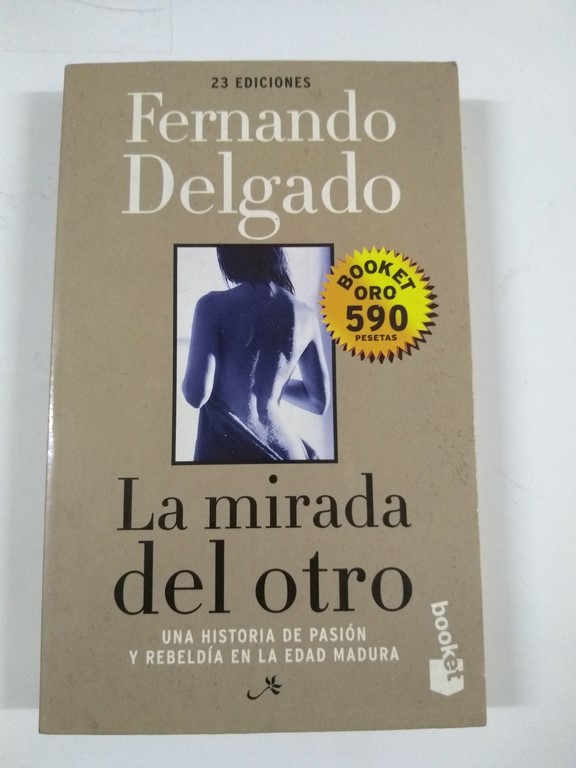 23 EDICIONES
Fernando
Delgado
BOOKET
ORO
590
PESETAS
La mirada
del otro
UNA HISTORIA DE PASIÓN
Y REBELDÍA EN LA EDAD MADURA
booket